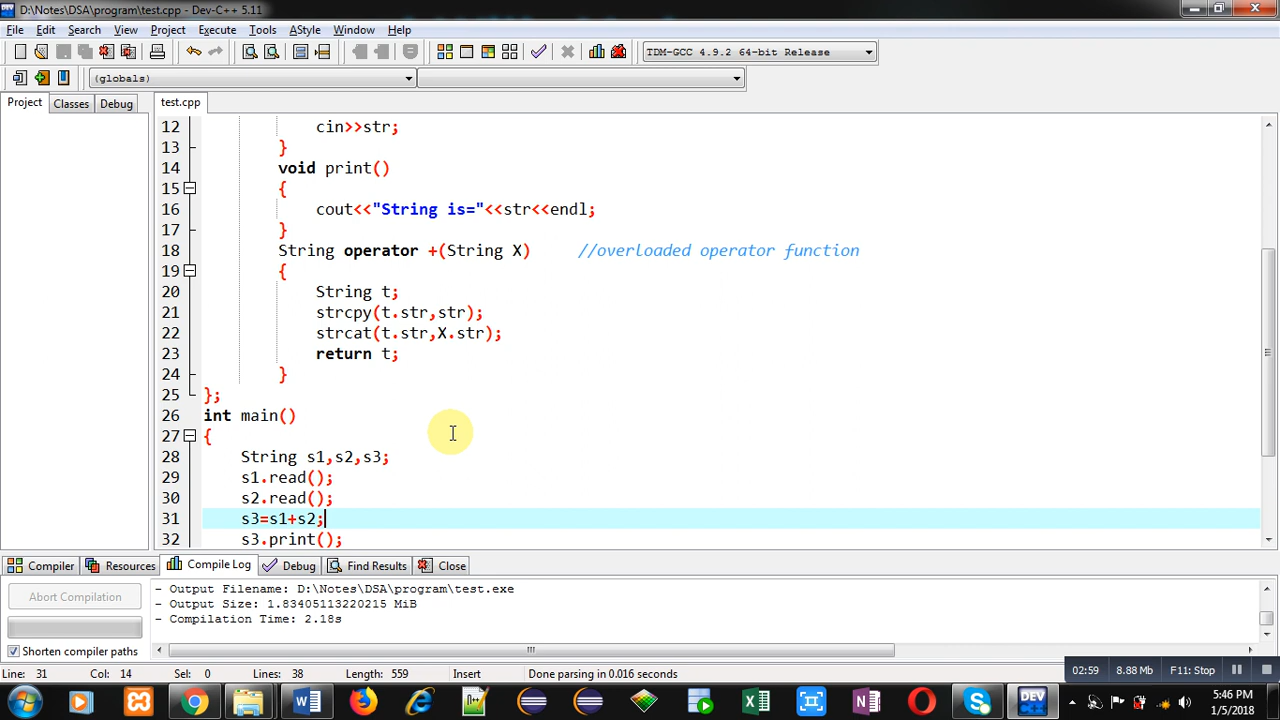 D:\Notes\DSA\program\test.cpp - Dev-C++ 5.11
File Edit Search View Project Execute Tools AStyle Window Help
TDM-GCC 4.9.2 64-bit Release
(globals)
Project Classes Debug test.cpp
12 cin>>str;
13 }
14 void print()
15 {
16 cout<<"String is="<<str<<endl;
17 }
18 String operator +(String X) //overloaded operator function
19 {
20 String t;
21 strcpy(t.str,str);
22 strcat(t.str,X.str);
23 return t;
24 }
25 };
26 int main()
27 {
28 String s1,s2,s3;
29 s1.read();
30 s2.read();
31 s3=s1+s2;
32 s3.print();
Compiler Resources Compile Log Debug Find Results Close
Abort Compilation
Shorten compiler paths
- Output Filename: D:\Notes\DSA\program\test.exe
- Output Size: 1.83405113220215 MiB
- Compilation Time: 2.18s
Line: 31 Col: 14 Sel: 0 Lines: 38 Length: 559 Insert Done parsing in 0.016 seconds
02:59 8.88 Mb F11: Stop
DEV
5:46 PM
1/5/2018